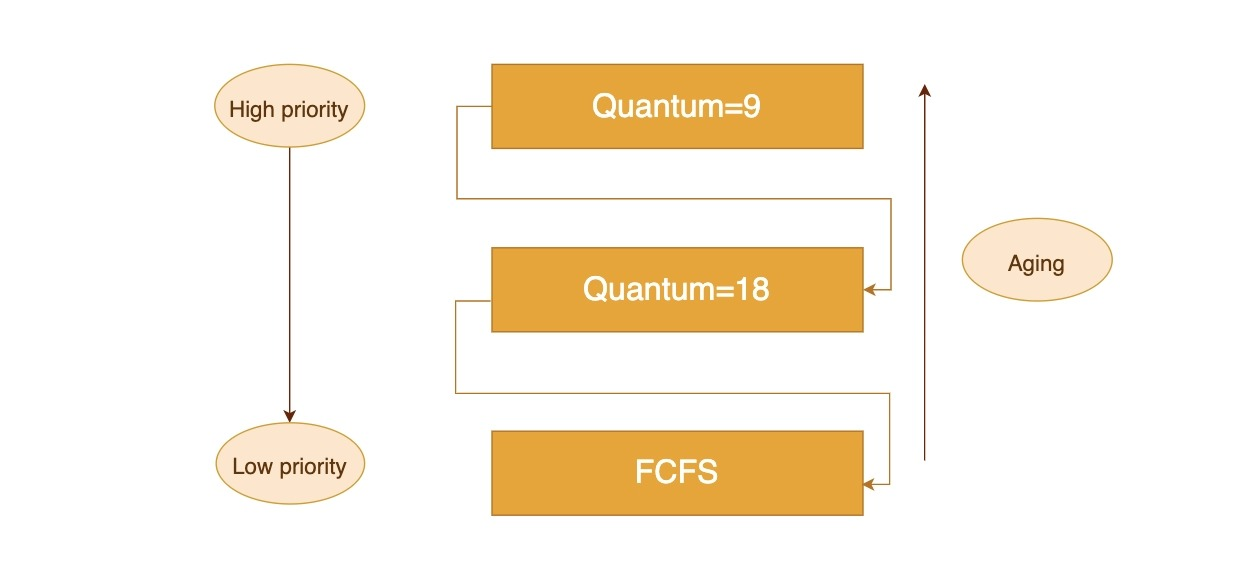 High priority
Quantum=9
Quantum=18
Aging
Low priority
FCFS